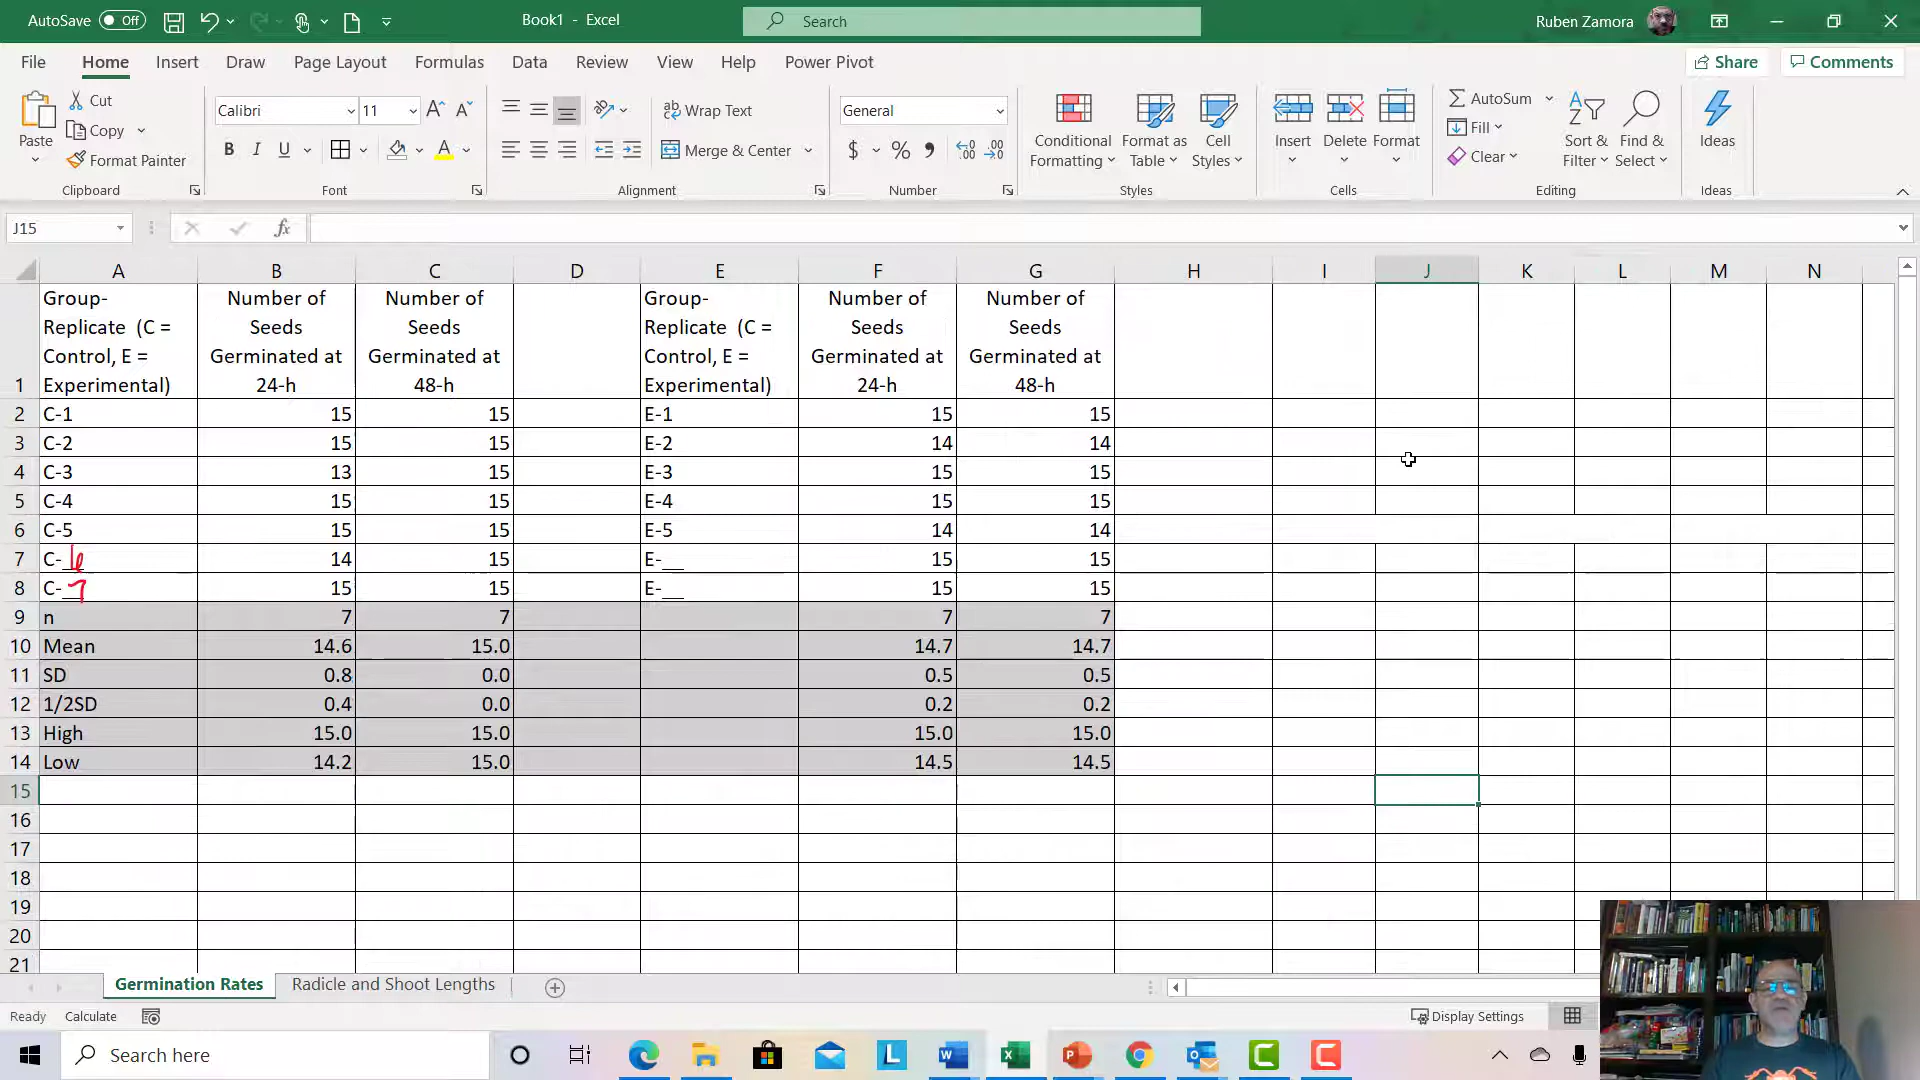 AutoSave Off Book1 - Excel Search Ruben Zamora
File Home Insert Draw Page Layout Formulas Data Review View Help Power Pivot Share Comments
Paste Cut Copy Format Painter Clipboard
Calibri 11 A^ A˅ B I U A Font
ab Wrap Text Merge & Center Alignment
General $ % 9 .00 .00 Number
Conditional Formatting Format as Table Cell Styles Styles
Insert Delete Format Cells
AutoSum Fill Clear Sort & Filter Find & Select Editing
Ideas Ideas
J15 fx
A B C D E F G H I J K L M N
1 Group-Replicate (C = Control, E = Experimental) Number of Seeds Germinated at 24-h Number of Seeds Germinated at 48-h Group-Replicate (C = Control, E = Experimental) Number of Seeds Germinated at 24-h Number of Seeds Germinated at 48-h
2 C-1 15 15 E-1 15 15
3 C-2 15 15 E-2 14 14
4 C-3 13 15 E-3 15 15
5 C-4 15 15 E-4 15 15
6 C-5 15 15 E-5 14 14
7 C-__6 14 15 E-__ 15 15
8 C-__7 15 15 E-__ 15 15
9 n 7 7 7 7
10 Mean 14.6 15.0 14.7 14.7
11 SD 0.8 0.0 0.5 0.5
12 1/2SD 0.4 0.0 0.2 0.2
13 High 15.0 15.0 15.0 15.0
14 Low 14.2 15.0 14.5 14.5
15
16
17
18
19
20
21
Germination Rates Radicle and Shoot Lengths
Ready Calculate Display Settings
Search here